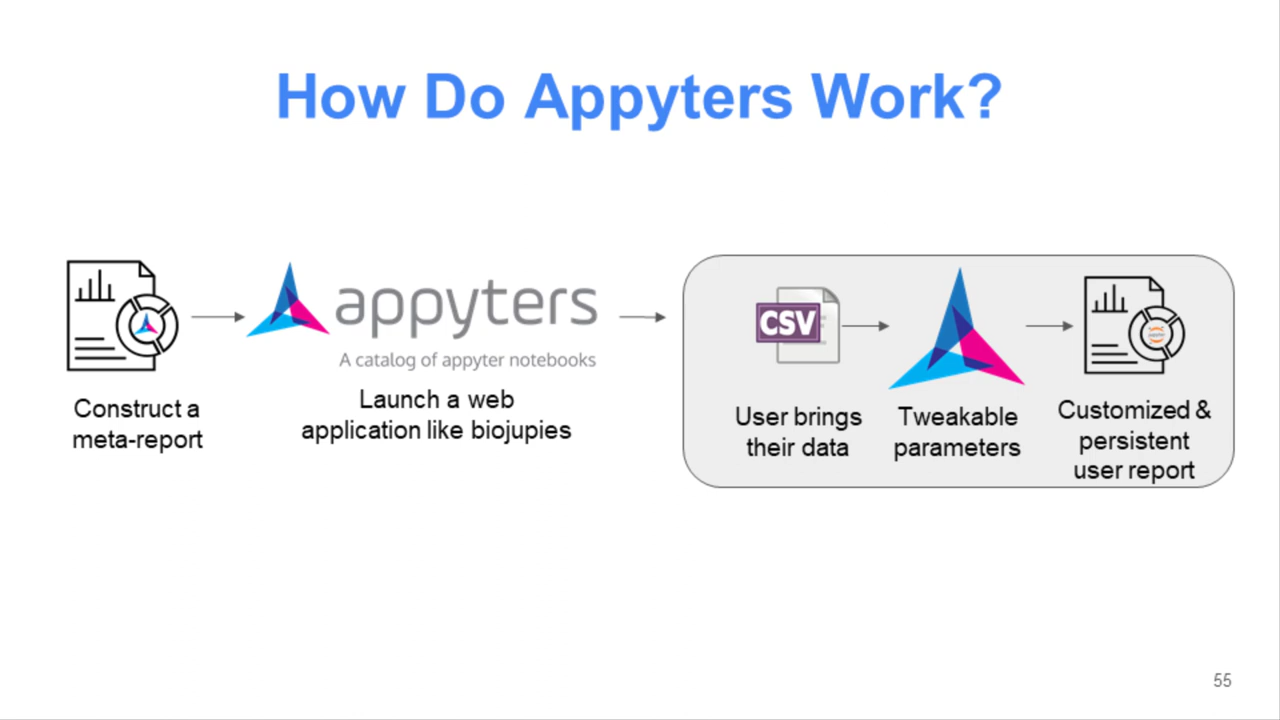 How Do Appyters Work?
appyters
A catalog of appyter notebooks
Construct a
meta-report
Launch a web
application like biojupies
CSV
User brings
their data
Tweakable
parameters
Customized &
persistent
user report
55